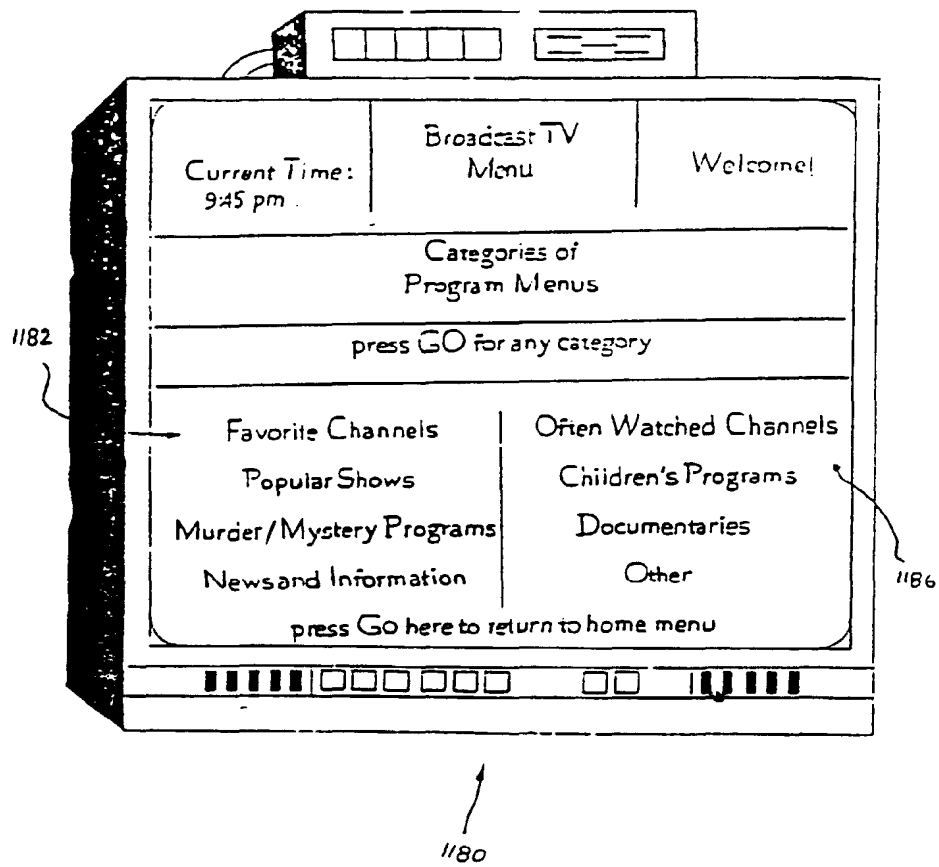 Current Time:
9:45 pm
Broadcast TV
Menu
Welcome!
Categories of
Program Menus
press GO for any category
Favorite Channels
Often Watched Channels
Popular Shows
Children's Programs
Murder/Mystery Programs
Documentaries
News and Information
Other
press Go here to return to home menu
1182
1186
1180